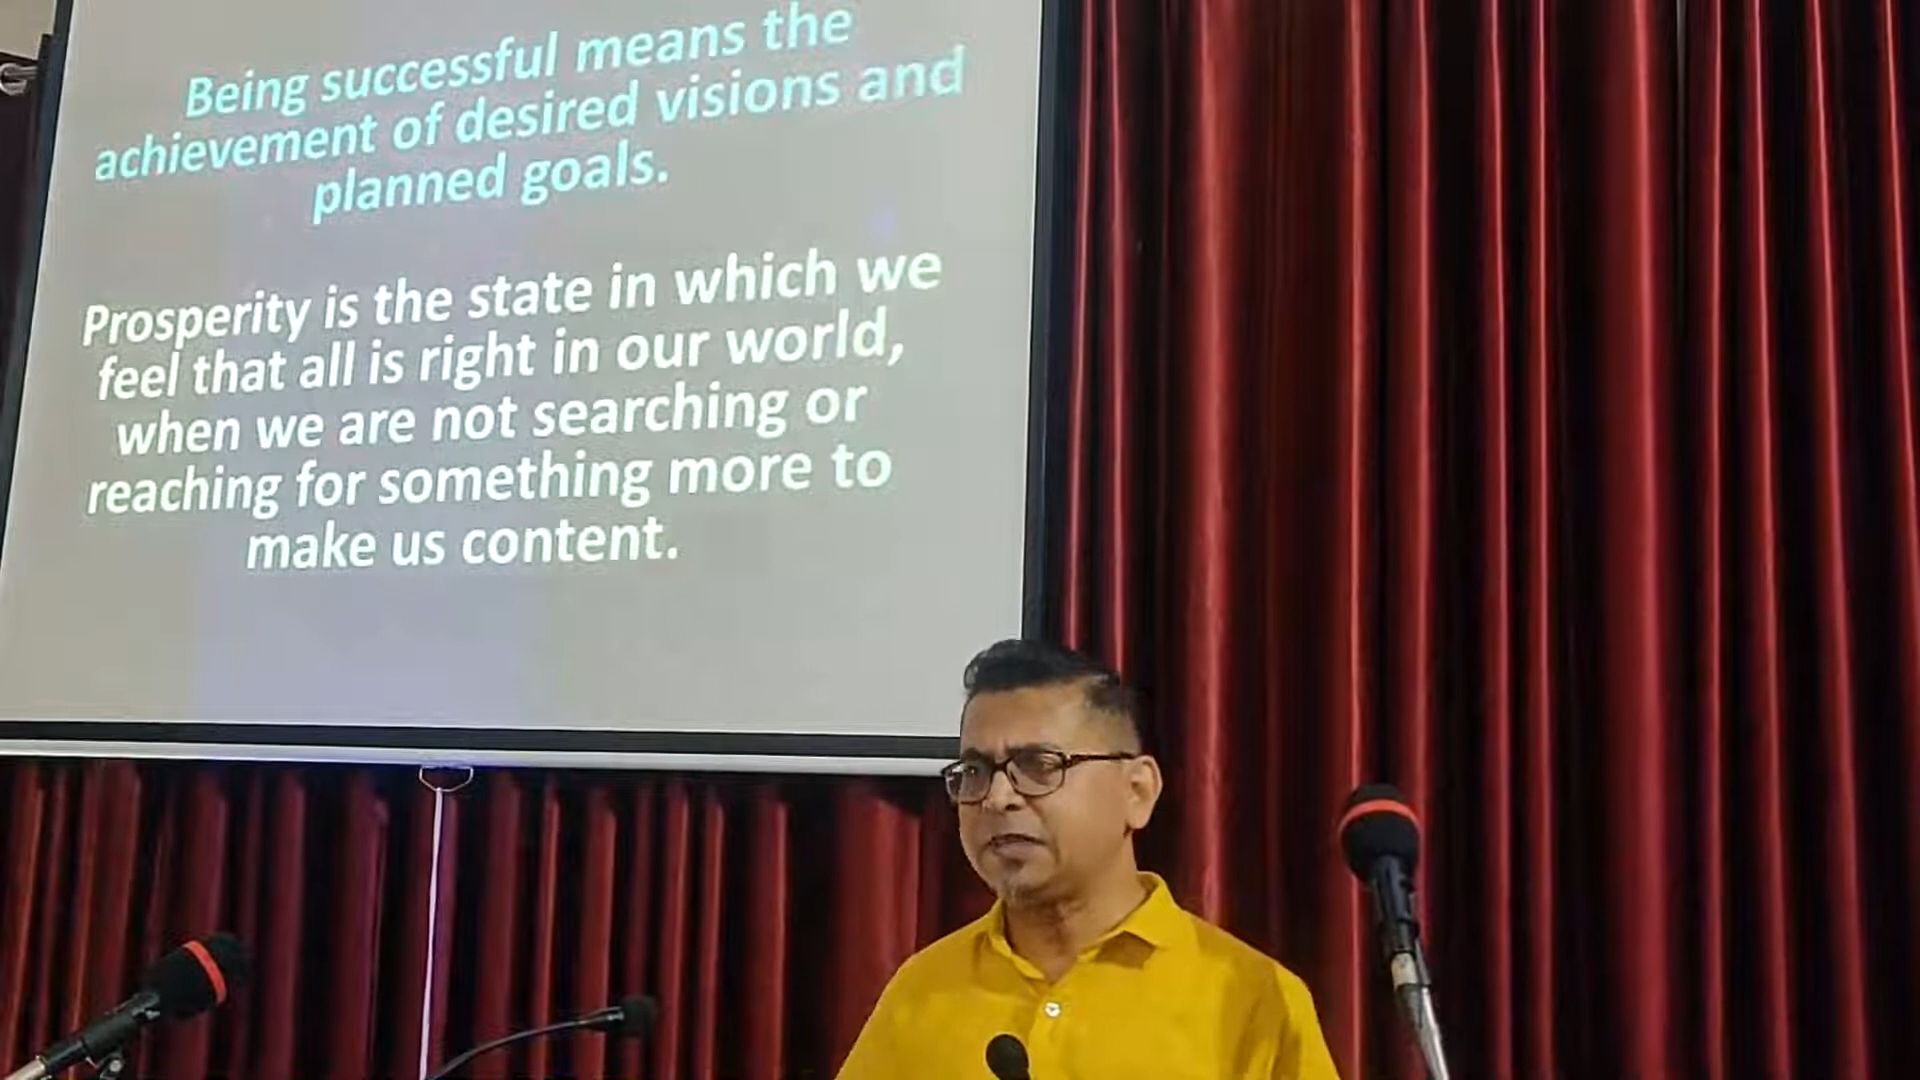 Being successful means the
achievement of desired visions and
planned goals.
Prosperity is the state in which we
feel that all is right in our world,
when we are not searching or
reaching for something more to
make us content.